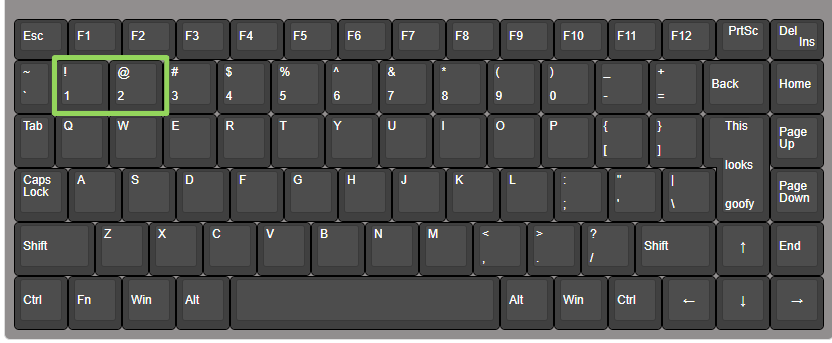 Esc F1 F2 F3 F4 F5 F6 F7 F8 F9 F10 F11 F12 PrtSc Del
Ins
~ ! @ # $ % ^ & * ( ) _ +
` 1 2 3 4 5 6 7 8 9 0 - = Back Home
Tab Q W E R T Y U I O P { } This Page
Up
[ ]
looks
Caps A S D F G H J K L : " | Page
Lock Down
; ' \ goofy
Shift Z X C V B N M < > ? Shift ↑ End
, . /
Ctrl Fn Win Alt Alt Win Ctrl ← ↓ →